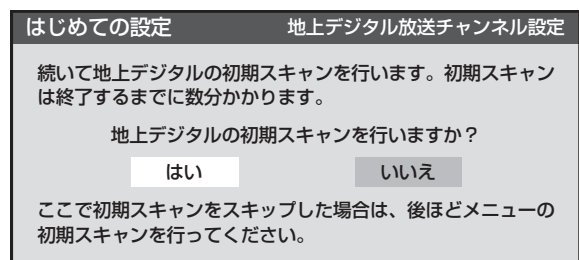 はじめての設定 地上デジタル放送チャンネル設定
続いて地上デジタルの初期スキャンを行います。初期スキャン
は終了するまでに数分かかります。
地上デジタルの初期スキャンを行いますか？
はい いいえ
ここで初期スキャンをスキップした場合は、後ほどメニューの
初期スキャンを行ってください。